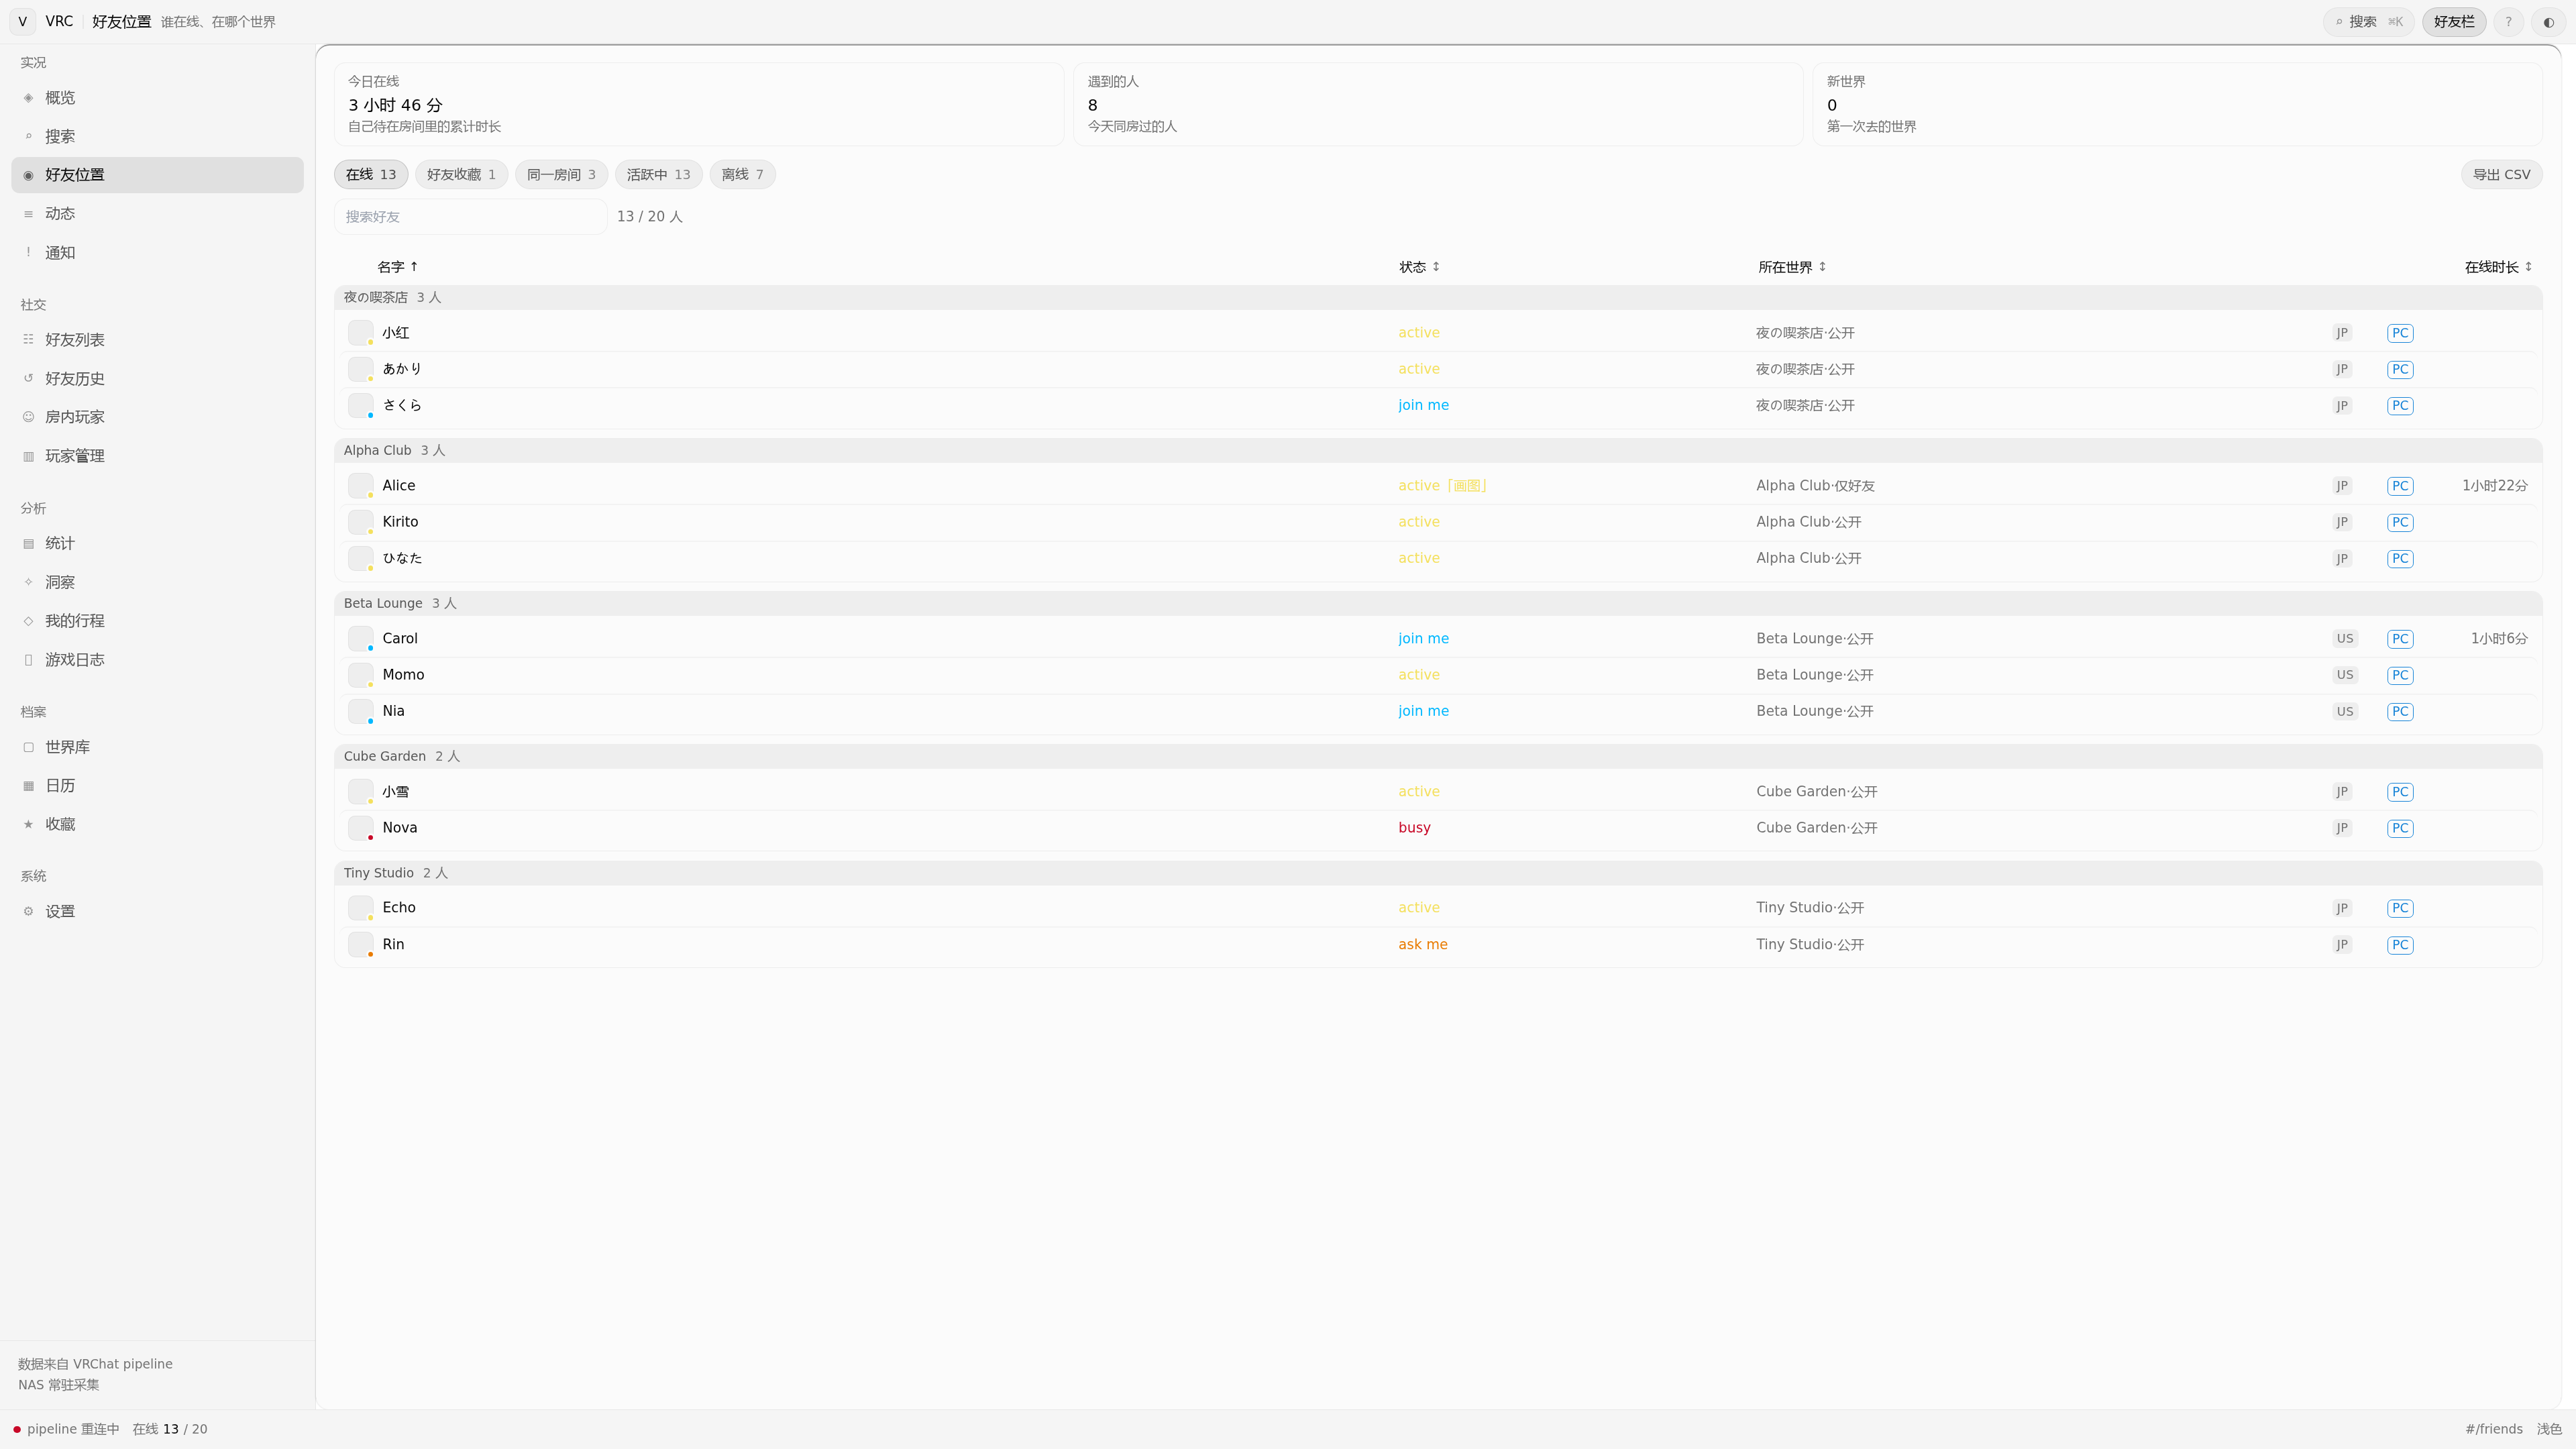 V VRC 好友位置 谁在线、在哪个世界
搜索 ⌘K 好友栏 ?
实况
概览
搜索
好友位置
动态
通知
社交
好友列表
好友历史
房内玩家
玩家管理
分析
统计
洞察
我的行程
游戏日志
档案
世界库
日历
收藏
系统
设置
数据来自 VRChat pipeline
NAS 常驻采集
今日在线
3 小时 46 分
自己待在房间里的累计时长
遇到的人
8
今天同房过的人
新世界
0
第一次去的世界
在线 13 好友收藏 1 同一房间 3 活跃中 13 离线 7 导出 CSV
搜索好友 13 / 20 人
名字 ↑ 状态 ↕ 所在世界 ↕ 在线时长 ↕
夜の喫茶店 3 人
小红 active 夜の喫茶店·公开 JP PC
あかり active 夜の喫茶店·公开 JP PC
さくら join me 夜の喫茶店·公开 JP PC
Alpha Club 3 人
Alice active「画图」 Alpha Club·仅好友 JP PC 1小时22分
Kirito active Alpha Club·公开 JP PC
ひなた active Alpha Club·公开 JP PC
Beta Lounge 3 人
Carol join me Beta Lounge·公开 US PC 1小时6分
Momo active Beta Lounge·公开 US PC
Nia join me Beta Lounge·公开 US PC
Cube Garden 2 人
小雪 active Cube Garden·公开 JP PC
Nova busy Cube Garden·公开 JP PC
Tiny Studio 2 人
Echo active Tiny Studio·公开 JP PC
Rin ask me Tiny Studio·公开 JP PC
pipeline 重连中 在线 13 / 20
#/friends 浅色